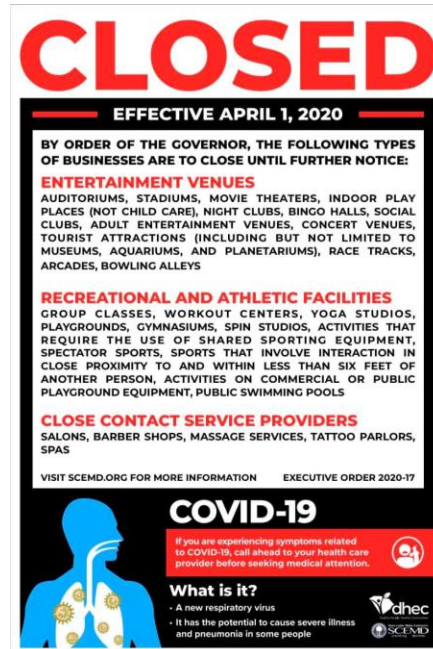 CLOSED
EFFECTIVE APRIL 1, 2020
BY ORDER OF THE GOVERNOR, THE FOLLOWING TYPES
OF BUSINESSES ARE TO CLOSE UNTIL FURTHER NOTICE:
ENTERTAINMENT VENUES
AUDITORIUMS, STADIUMS, MOVIE THEATERS, INDOOR PLAY
PLACES (NOT CHILD CARE), NIGHT CLUBS, BINGO HALLS, SOCIAL
CLUBS, ADULT ENTERTAINMENT VENUES, CONCERT VENUES,
TOURIST ATTRACTIONS (INCLUDING BUT NOT LIMITED TO
MUSEUMS, AQUARIUMS, AND PLANETARIUMS), RACE TRACKS,
ARCADES, BOWLING ALLEYS
RECREATIONAL AND ATHLETIC FACILITIES
GROUP CLASSES, WORKOUT CENTERS, YOGA STUDIOS,
PLAYGROUNDS, GYMNASIUMS, SPIN STUDIOS, ACTIVITIES THAT
REQUIRE THE USE OF SHARED SPORTING EQUIPMENT,
SPECTATOR SPORTS, SPORTS THAT INVOLVE INTERACTION IN
CLOSE PROXIMITY TO AND WITHIN LESS THAN SIX FEET OF
ANOTHER PERSON, ACTIVITIES ON COMMERCIAL OR PUBLIC
PLAYGROUND EQUIPMENT, PUBLIC SWIMMING POOLS
CLOSE CONTACT SERVICE PROVIDERS
SALONS, BARBER SHOPS, MASSAGE SERVICES, TATTOO PARLORS,
SPAS
VISIT SCEMD.ORG FOR MORE INFORMATION EXECUTIVE ORDER 2020-17
COVID-19
If you are experiencing symptoms related
to COVID-19, call ahead to your health care
provider before seeking medical attention.
What is it?
• A new respiratory virus
• It has the potential to cause severe illness
and pneumonia in some people
dhec
SCEMD